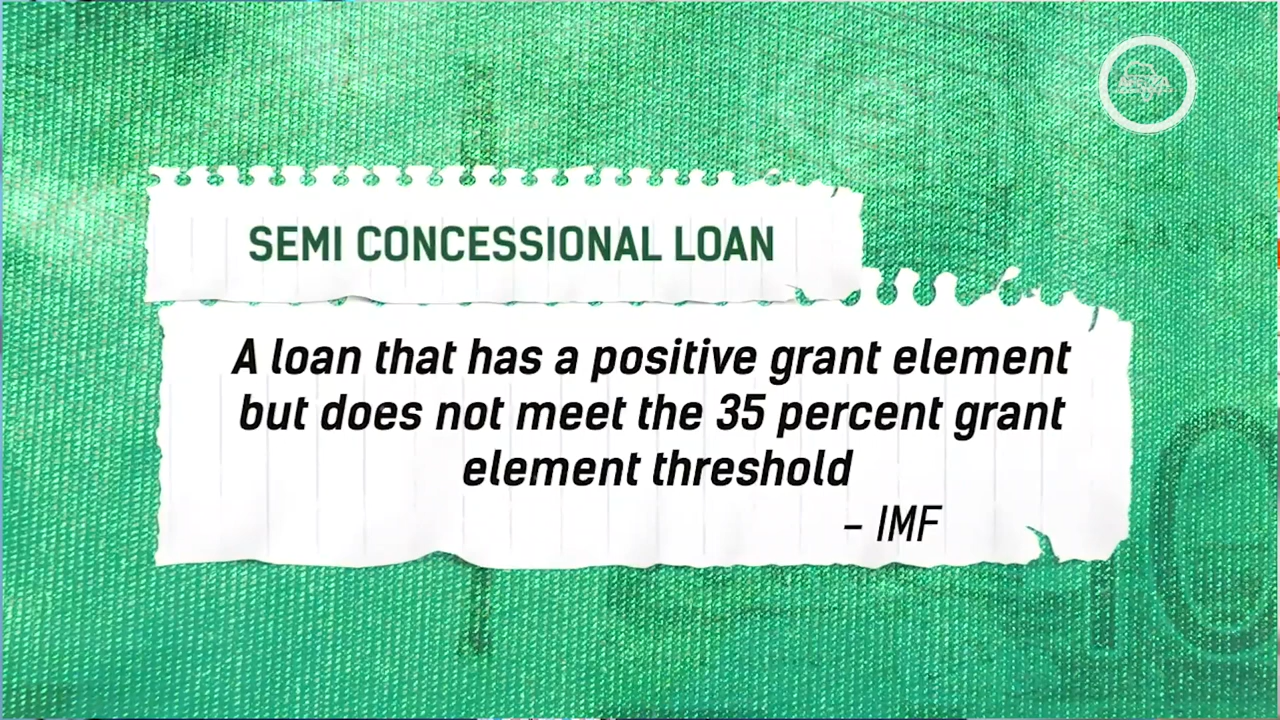 SEMI CONCESSIONAL LOAN
A loan that has a positive grant element
but does not meet the 35 percent grant
element threshold
– IMF